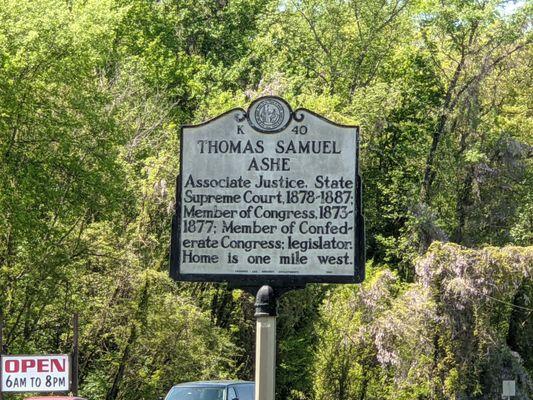 K 40
THOMAS SAMUEL
ASHE
Associate Justice, State
Supreme Court, 1878-1887;
Member of Congress, 1873-
1877; Member of Confed-
erate Congress; legislator.
Home is one mile west.
OPEN
6AM TO 8PM